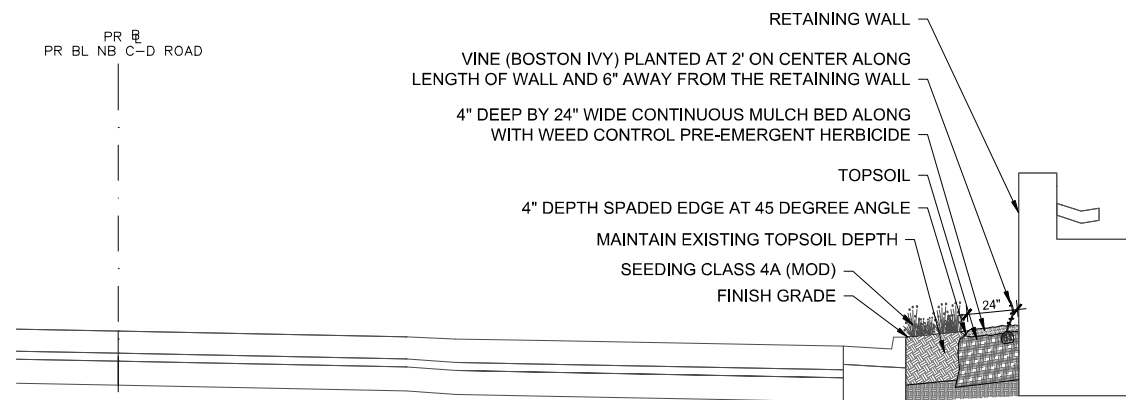 PR BL
PR BL NB C-D ROAD
RETAINING WALL
VINE (BOSTON IVY) PLANTED AT 2' ON CENTER ALONG
LENGTH OF WALL AND 6" AWAY FROM THE RETAINING WALL
4" DEEP BY 24" WIDE CONTINUOUS MULCH BED ALONG
WITH WEED CONTROL PRE-EMERGENT HERBICIDE
TOPSOIL
4" DEPTH SPADED EDGE AT 45 DEGREE ANGLE
MAINTAIN EXISTING TOPSOIL DEPTH
SEEDING CLASS 4A (MOD)
FINISH GRADE
24"